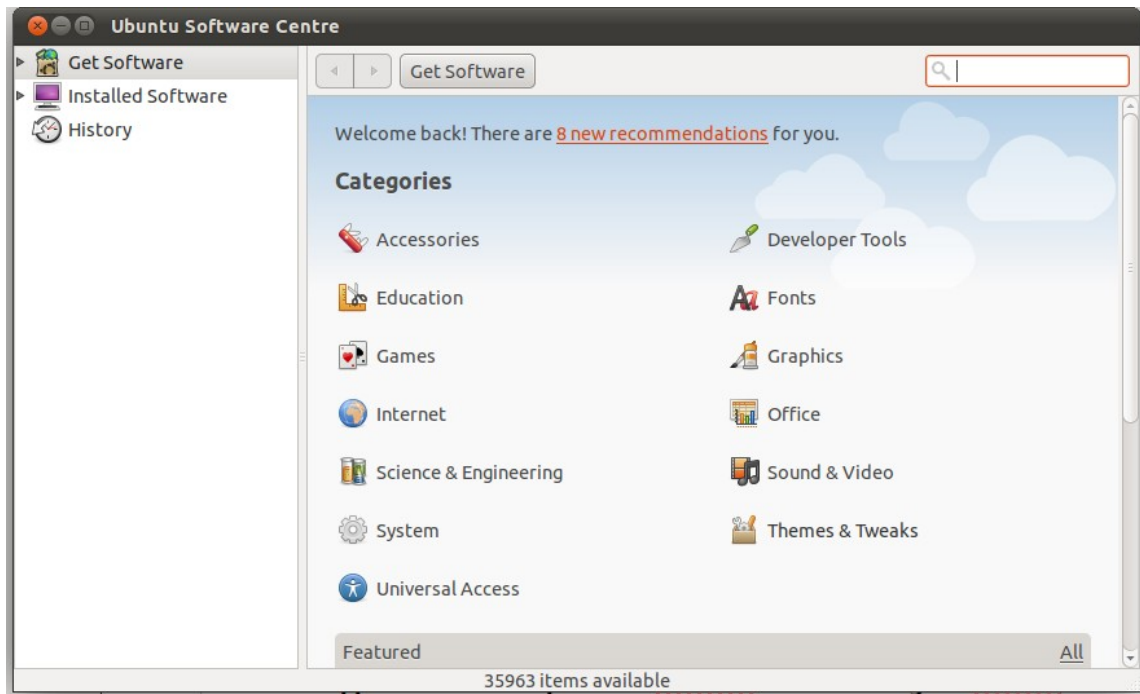 Ubuntu Software Centre
Get Software
Installed Software
History
Get Software
Welcome back! There are 8 new recommendations for you.
Categories
Accessories
Developer Tools
Education
Fonts
Games
Graphics
Internet
Office
Science & Engineering
Sound & Video
System
Themes & Tweaks
Universal Access
Featured
All
35963 items available